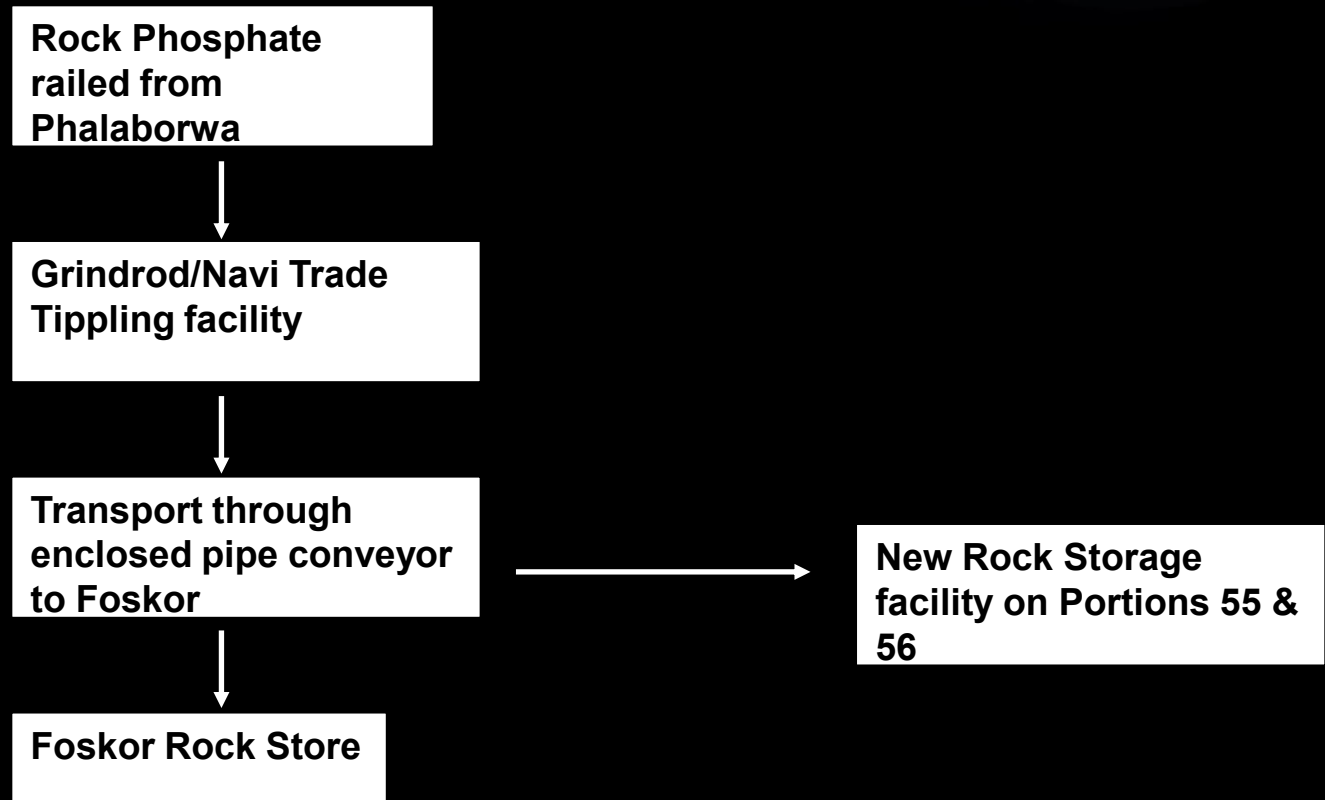 Rock Phosphate
railed from
Phalaborwa
Grindrod/Navi Trade
Tippling facility
Transport through
enclosed pipe conveyor
to Foskor
New Rock Storage
facility on Portions 55 &
56
Foskor Rock Store